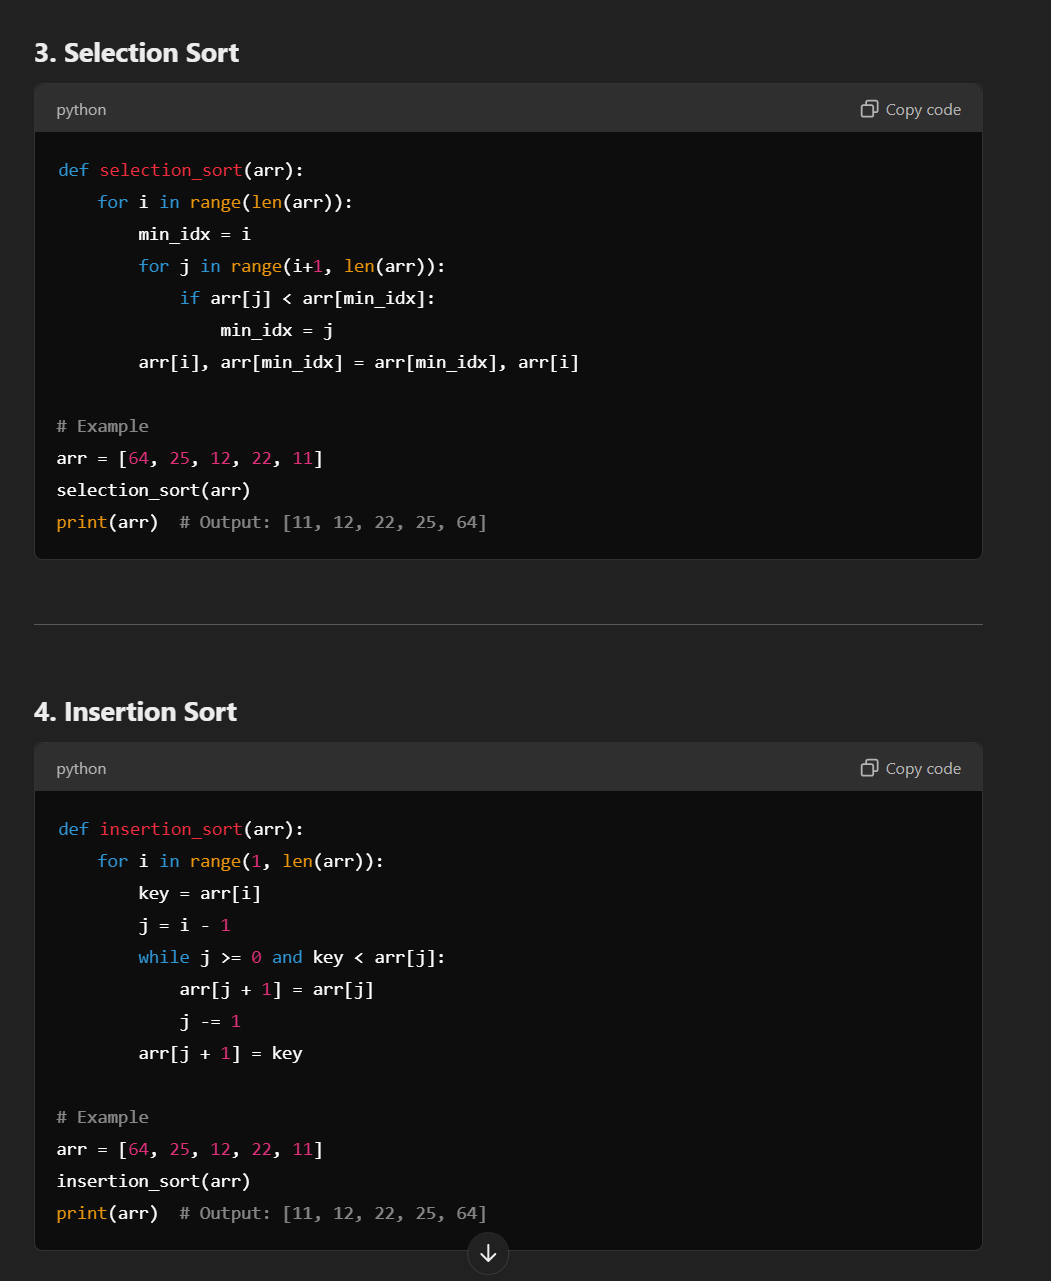 3. Selection Sort
python
Copy code
def selection_sort(arr):
    for i in range(len(arr)):
        min_idx = i
        for j in range(i+1, len(arr)):
            if arr[j] < arr[min_idx]:
                min_idx = j
        arr[i], arr[min_idx] = arr[min_idx], arr[i]
# Example
arr = [64, 25, 12, 22, 11]
selection_sort(arr)
print(arr)  # Output: [11, 12, 22, 25, 64]
4. Insertion Sort
python
Copy code
def insertion_sort(arr):
    for i in range(1, len(arr)):
        key = arr[i]
        j = i - 1
        while j >= 0 and key < arr[j]:
            arr[j + 1] = arr[j]
            j -= 1
        arr[j + 1] = key
# Example
arr = [64, 25, 12, 22, 11]
insertion_sort(arr)
print(arr)  # Output: [11, 12, 22, 25, 64]